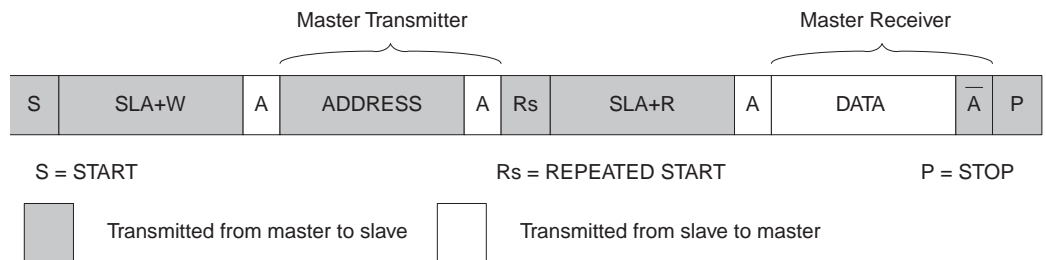 Master Transmitter Master Receiver
S SLA+W A ADDRESS A Rs SLA+R A DATA A̅ P
S = START Rs = REPEATED START P = STOP
Transmitted from master to slave Transmitted from slave to master